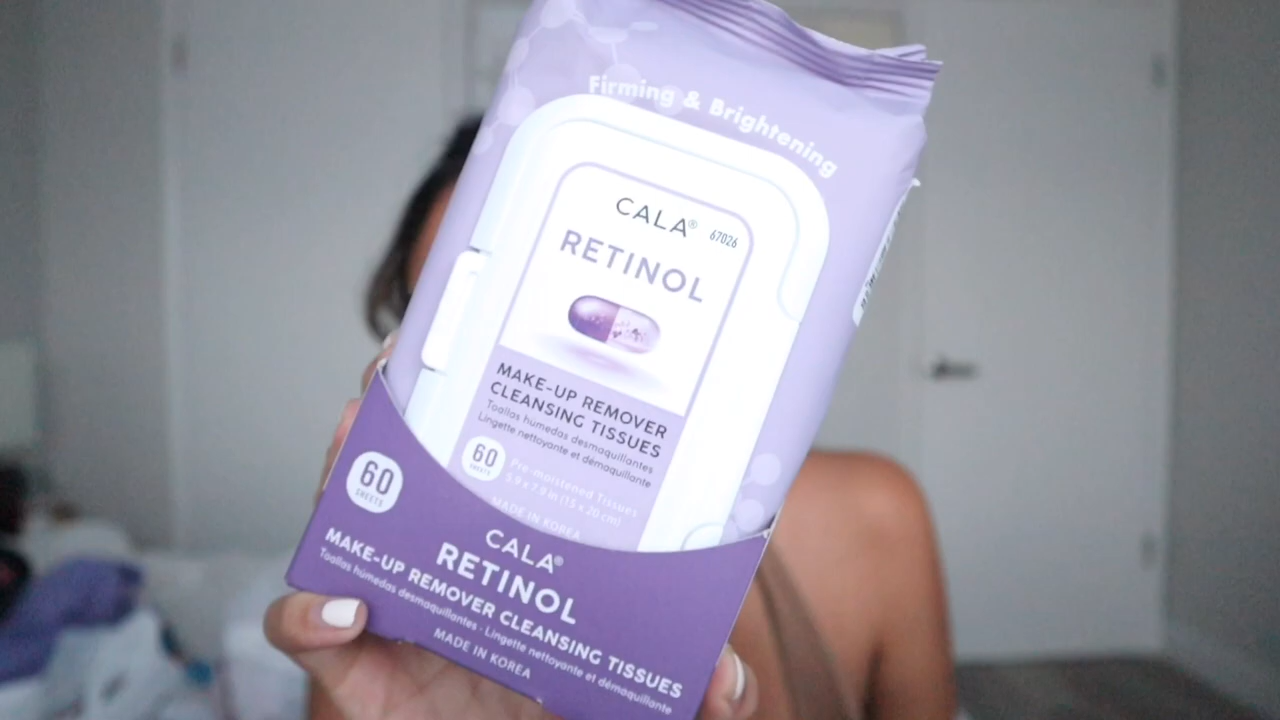 Firming & Brightening
CALA®
67026
RETINOL
MAKE-UP REMOVER
CLEANSING TISSUES
Toallas húmedas desmaquillantes
Lingette nettoyante et démaquillante
60
SHEETS
Pre-moistened Tissues
5.9 x 7.9 in (15 x 20 cm)
MADE IN KOREA
60
SHEETS
CALA®
RETINOL
MAKE-UP REMOVER CLEANSING TISSUES
Toallas húmedas desmaquillantes · Lingette nettoyante et démaquillante
MADE IN KOREA